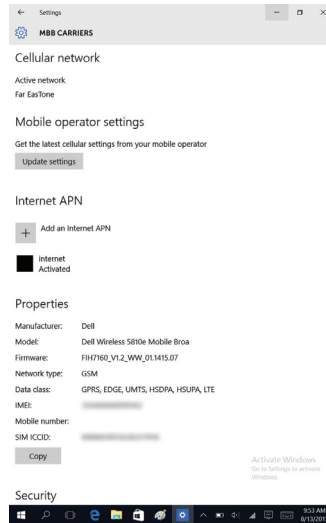 Settings
MBB CARRIERS
Cellular network
Active network
Far EasTone
Mobile operator settings
Get the latest cellular settings from your mobile operator
Update settings
Internet APN
Add an Internet APN
internet
Activated
Properties
Manufacturer: Dell
Model: Dell Wireless 5810e Mobile Broa
Firmware: FIH7160_V1.2_WW_01.1415.07
Network type: GSM
Data class: GPRS, EDGE, UMTS, HSDPA, HSUPA, LTE
IMEI:
Mobile number:
SIM ICCID:
Copy
Activate Windows
Go to Settings to activate
Windows.
Security
9:53 AM
8/13/201